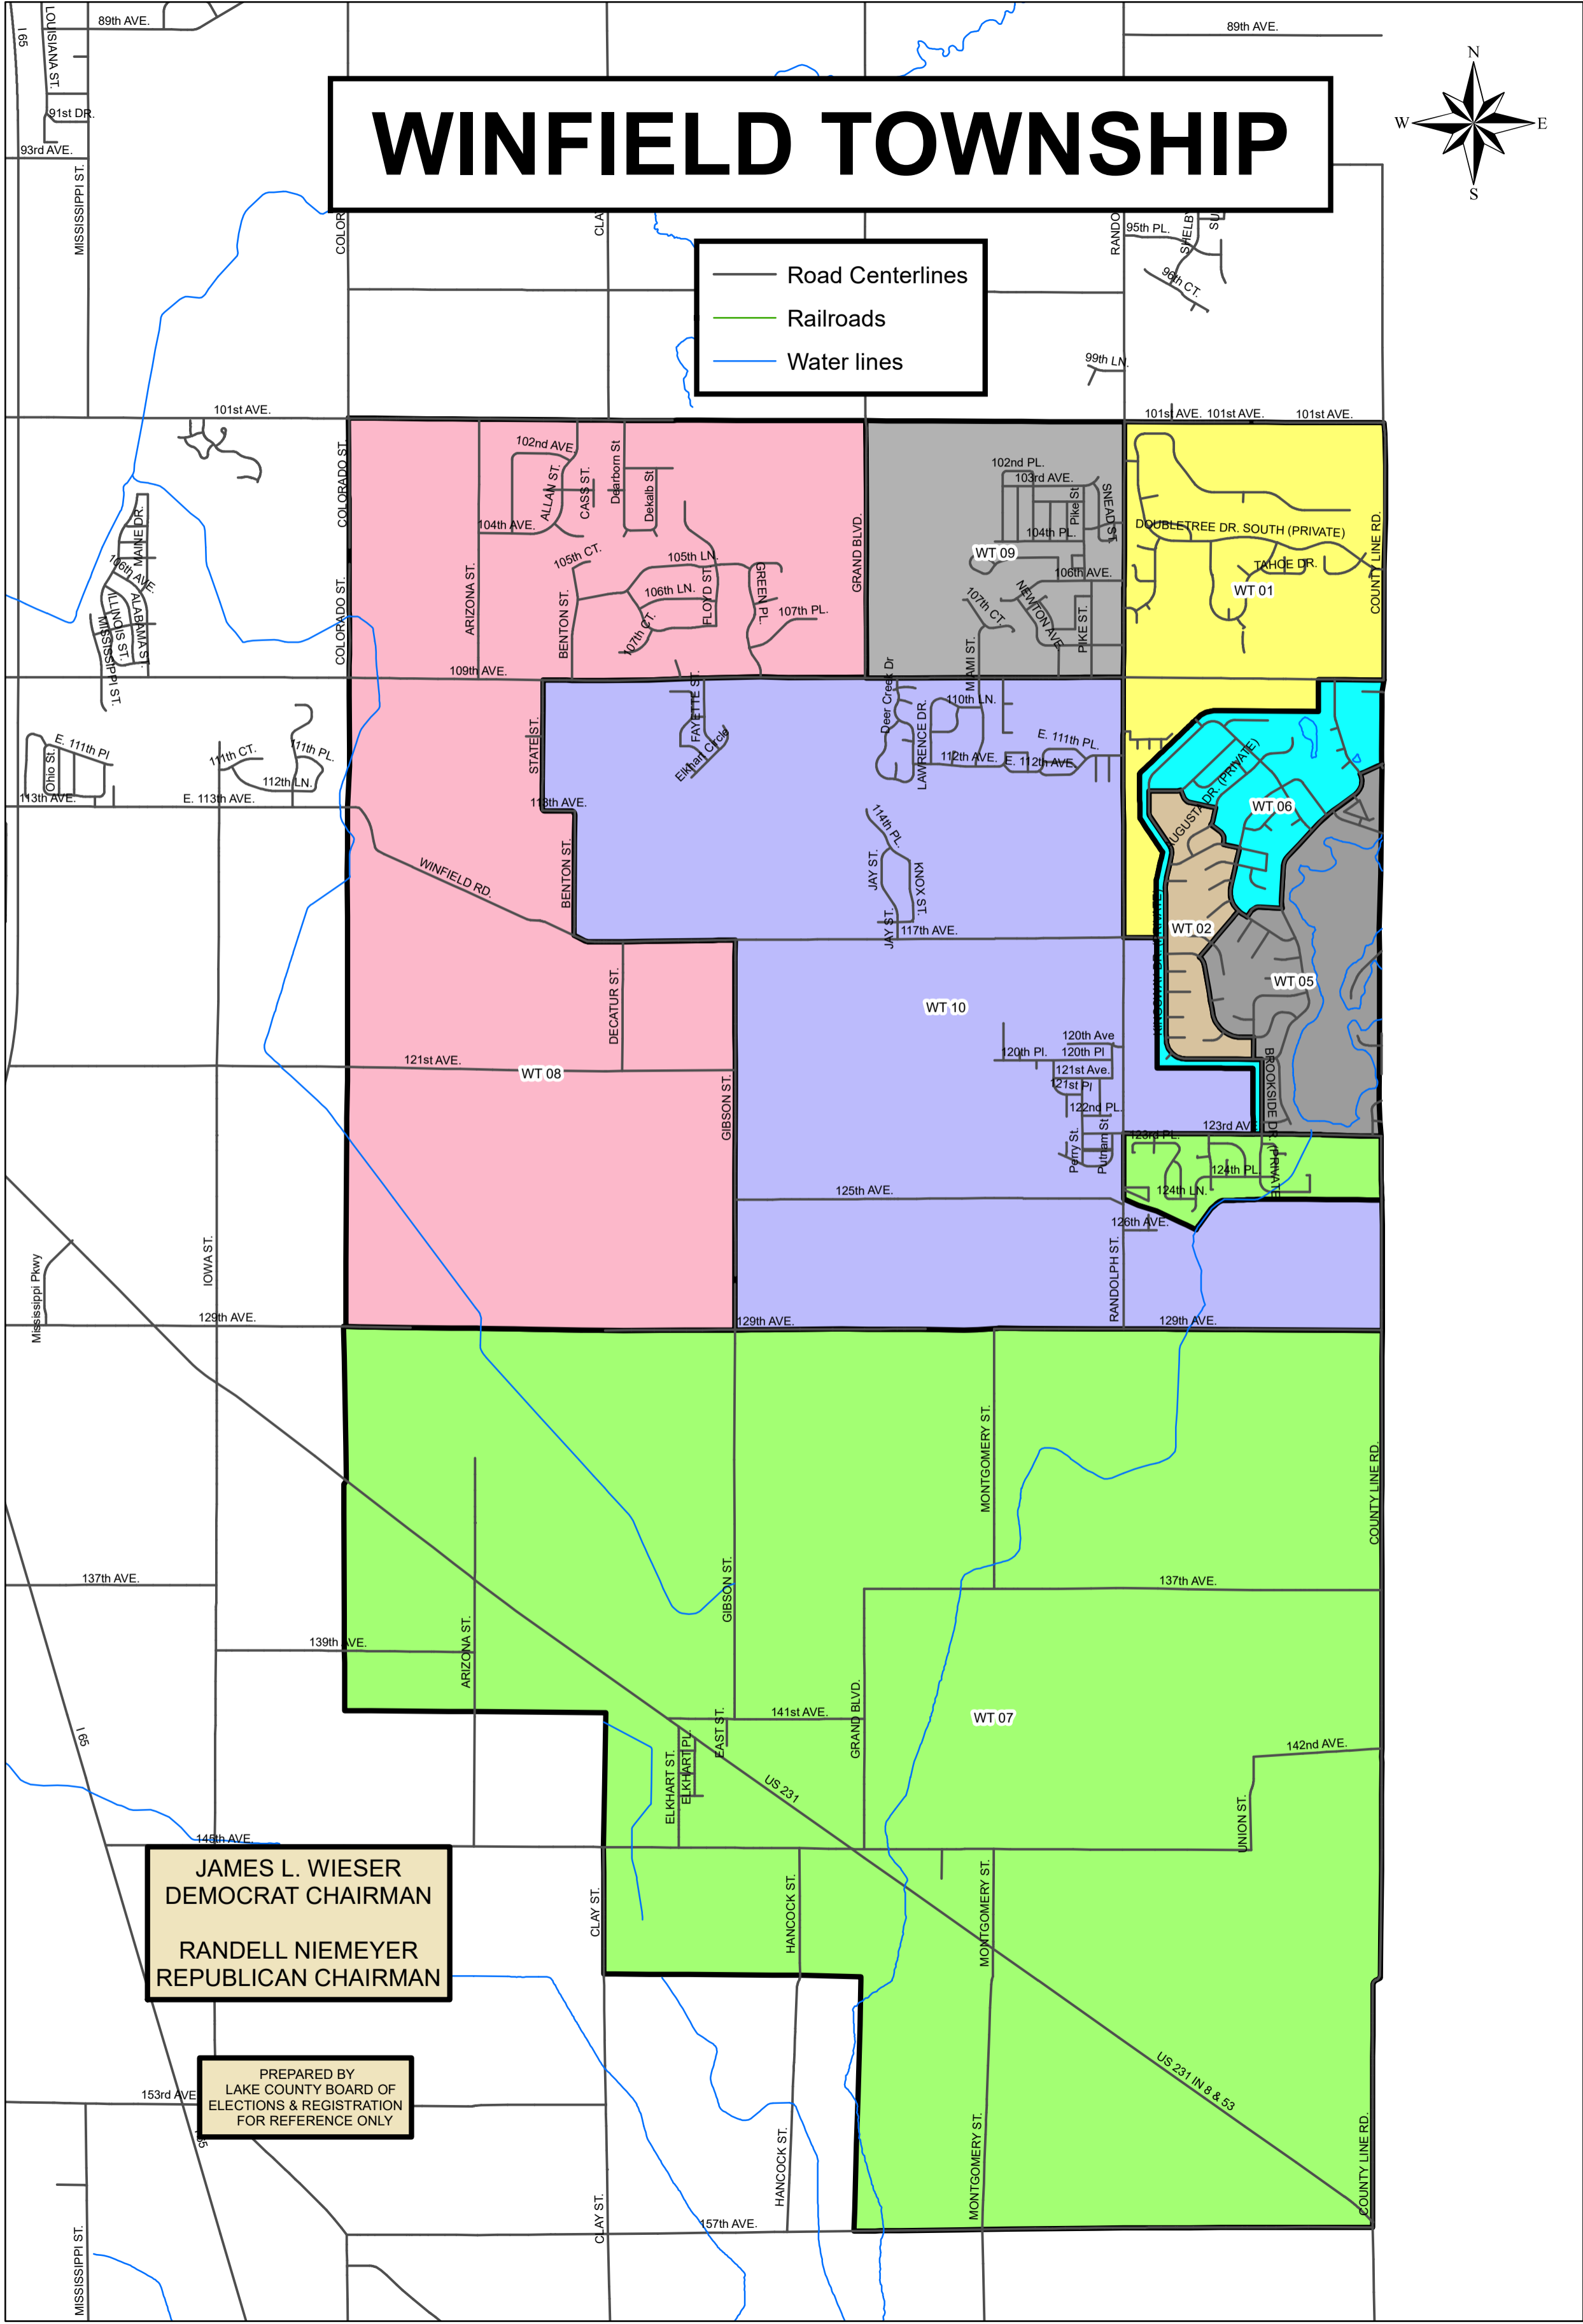 LOUISIANA ST.
I 65
89th AVE.
89th AVE.
N
W
E
S
WINFIELD TOWNSHIP
91st DR.
93rd AVE.
MISSISSIPPI ST.
95th PL.
96th CT.
Road Centerlines
Railroads
Water lines
99th LN.
101st AVE.
101st AVE.
101st AVE.
101st AVE.
COLORADO ST.
102nd AVE
ALLAN ST.
CASS ST.
Dearborn St
Dekalb St
104th AVE.
102nd PL.
103rd AVE.
Pike St
SNEAD ST.
104th PL.
GRAND BLVD.
WT 09
DOUBLETREE DR. SOUTH (PRIVATE)
TAHOE DR.
WT 01
COUNTY LINE RD.
MAINE DR.
106th AVE.
ILLINOIS ST.
ALABAMA ST.
MISSISSIPPI ST.
COLORADO ST.
ARIZONA ST.
BENTON ST.
105th CT.
105th LN.
106th LN.
107th CT.
FLOYD ST.
GREEN PL.
107th PL.
106th AVE.
107th CT.
NEWTON AVE.
PIKE ST.
MIAMI ST.
109th AVE.
STATE ST.
FAYETTE ST.
Elkhart Circle
Deer Creek Dr
LAWRENCE DR.
110th LN.
112th AVE.
E. 112th AVE.
E. 111th PL.
E. 111th Pl
Ohio St.
111th CT.
111th PL.
112th LN.
113th AVE.
E. 113th AVE.
113th AVE.
WINFIELD RD.
BENTON ST.
114th PL.
JAY ST.
KNOX ST.
JAY ST.
117th AVE.
WT 06
WT 02
WT 05
DECATUR ST.
WT 10
121st AVE.
WT 08
GIBSON ST.
120th Ave
120th Pl.
120th Pl
121st Ave.
121st Pl
122nd PL.
Perry St.
Putnam St
BROOKSIDE DR. (PRIVATE
123rd AVE
123rd PL.
124th PL.
124th LN.
125th AVE.
126th AVE.
RANDOLPH ST.
IOWA ST.
Mississippi Pkwy
129th AVE.
129th AVE.
129th AVE.
MONTGOMERY ST.
COUNTY LINE RD.
137th AVE.
137th AVE.
GIBSON ST.
139th AVE.
ARIZONA ST.
141st AVE.
EAST ST.
GRAND BLVD.
WT 07
142nd AVE.
I 65
ELKHART ST.
ELKHART PL.
US 231
UNION ST.
145th AVE.
JAMES L. WIESER
DEMOCRAT CHAIRMAN
RANDELL NIEMEYER
REPUBLICAN CHAIRMAN
CLAY ST.
HANCOCK ST.
MONTGOMERY ST.
153rd AVE
PREPARED BY
LAKE COUNTY BOARD OF
ELECTIONS & REGISTRATION
FOR REFERENCE ONLY
US 231 IN 8 & 53
COUNTY LINE RD.
MISSISSIPPI ST.
CLAY ST.
157th AVE.
HANCOCK ST.
MONTGOMERY ST.